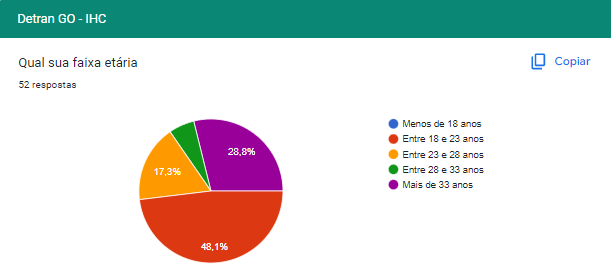 Detran GO - IHC
Qual sua faixa etária
Copiar
52 respostas
28,8%
17,3%
48,1%
Menos de 18 anos
Entre 18 e 23 anos
Entre 23 e 28 anos
Entre 28 e 33 anos
Mais de 33 anos